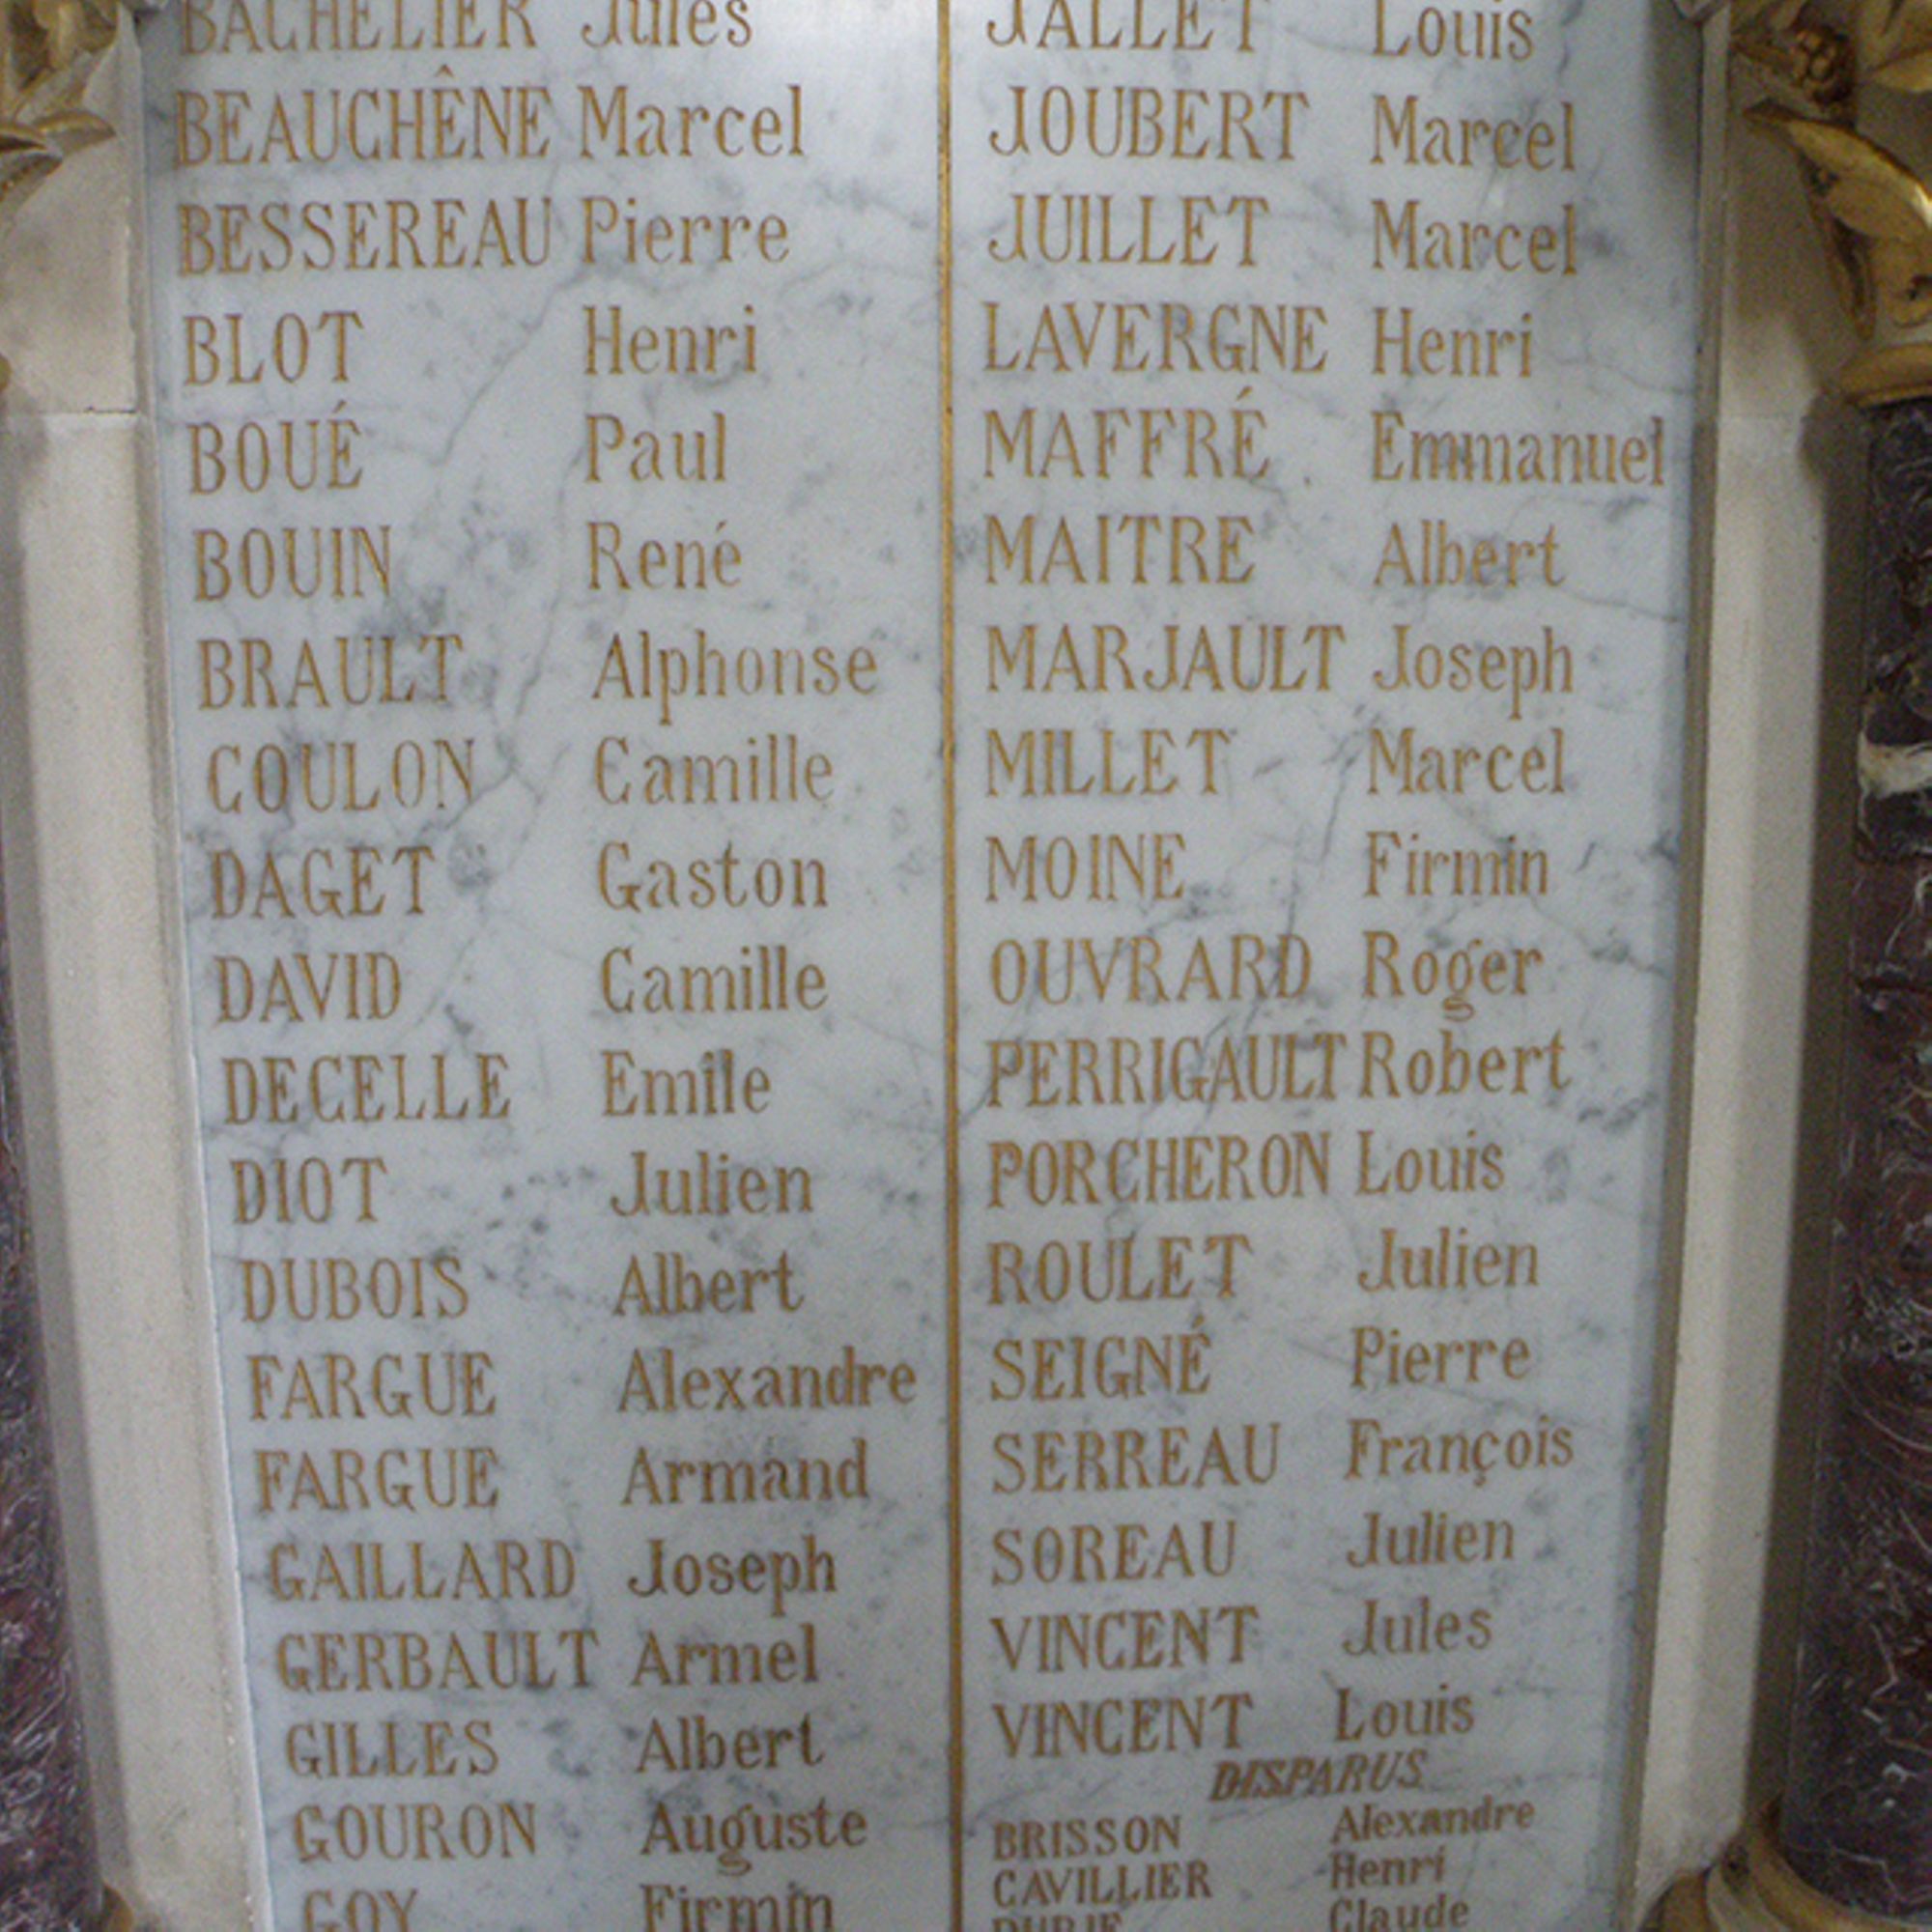 BACHELIER Jules
BEAUCHÊNE Marcel
BESSEREAU Pierre
BLOT Henri
BOUÉ Paul
BOUIN René
BRAULT Alphonse
COULON Camille
DAGET Gaston
DAVID Camille
DECELLE Emile
DIOT Julien
DUBOIS Albert
FARGUE Alexandre
FARGUE Armand
GAILLARD Joseph
GERBAULT Armel
GILLES Albert
GOURON Auguste
GOY Firmin
JALLET Louis
JOUBERT Marcel
JUILLET Marcel
LAVERGNE Henri
MAFFRÉ Emmanuel
MAITRE Albert
MARJAULT Joseph
MILLET Marcel
MOINE Firmin
OUVRARD Roger
PERRIGAULT Robert
PORCHERON Louis
ROULET Julien
SEIGNÉ Pierre
SERREAU François
SOREAU Julien
VINCENT Jules
VINCENT Louis
DISPARUS
BRISSON Alexandre
CAVILLIER Henri
Claude